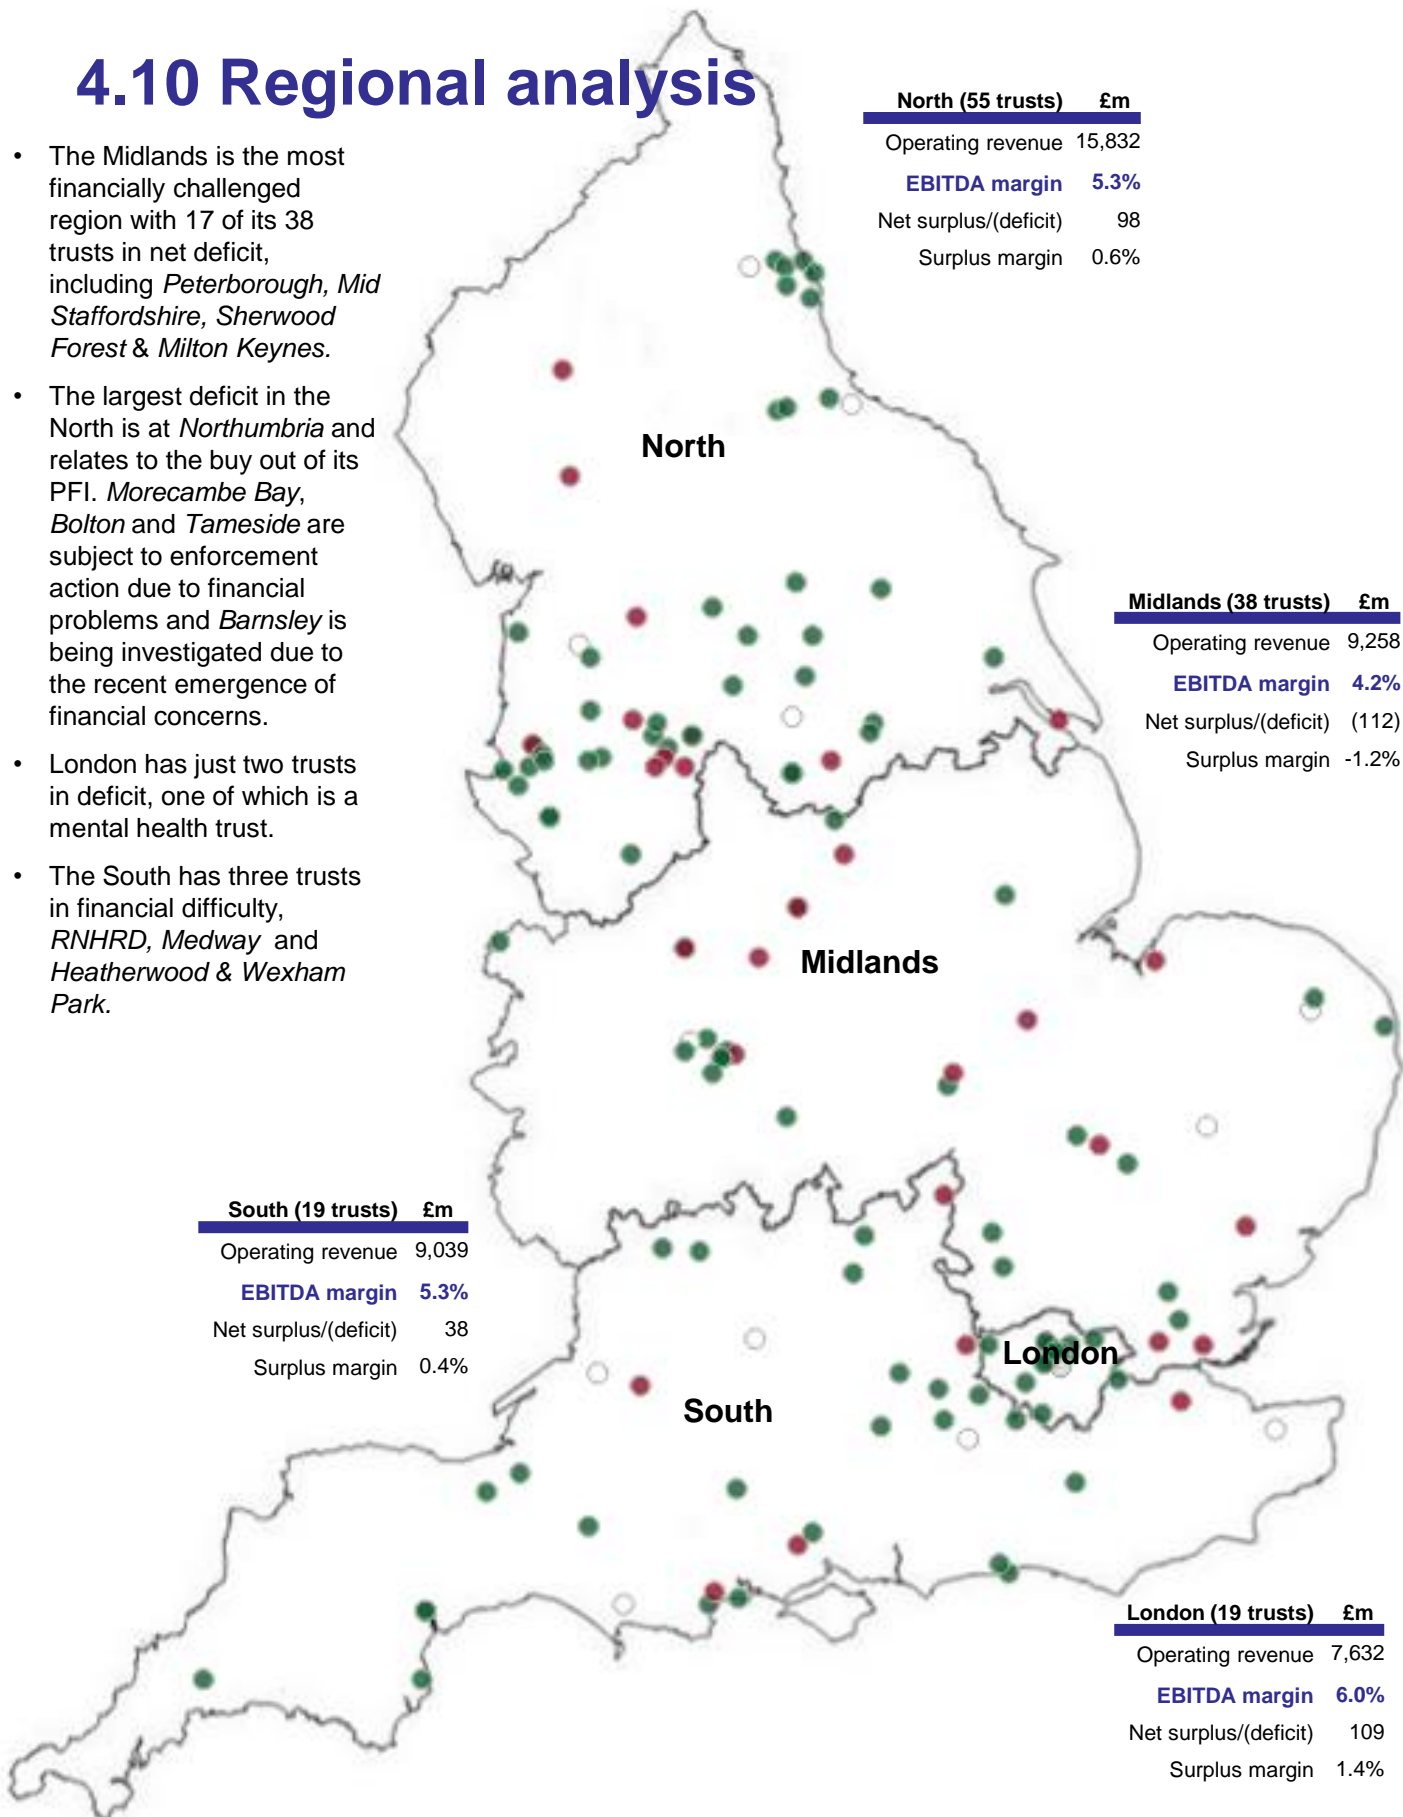 4.10 Regional analysis
• The Midlands is the most
financially challenged
region with 17 of its 38
trusts in net deficit,
including Peterborough, Mid
Staffordshire, Sherwood
Forest & Milton Keynes.
• The largest deficit in the
North is at Northumbria and
relates to the buy out of its
PFI. Morecambe Bay,
Bolton and Tameside are
subject to enforcement
action due to financial
problems and Barnsley is
being investigated due to
the recent emergence of
financial concerns.
• London has just two trusts
in deficit, one of which is a
mental health trust.
• The South has three trusts
in financial difficulty,
RNHRD, Medway and
Heatherwood & Wexham
Park.
North (55 trusts) £m
Operating revenue 15,832
EBITDA margin 5.3%
Net surplus/(deficit) 98
Surplus margin 0.6%
North
Midlands (38 trusts) £m
Operating revenue 9,258
EBITDA margin 4.2%
Net surplus/(deficit) (112)
Surplus margin -1.2%
Midlands
South (19 trusts) £m
Operating revenue 9,039
EBITDA margin 5.3%
Net surplus/(deficit) 38
Surplus margin 0.4%
London
South
London (19 trusts) £m
Operating revenue 7,632
EBITDA margin 6.0%
Net surplus/(deficit) 109
Surplus margin 1.4%